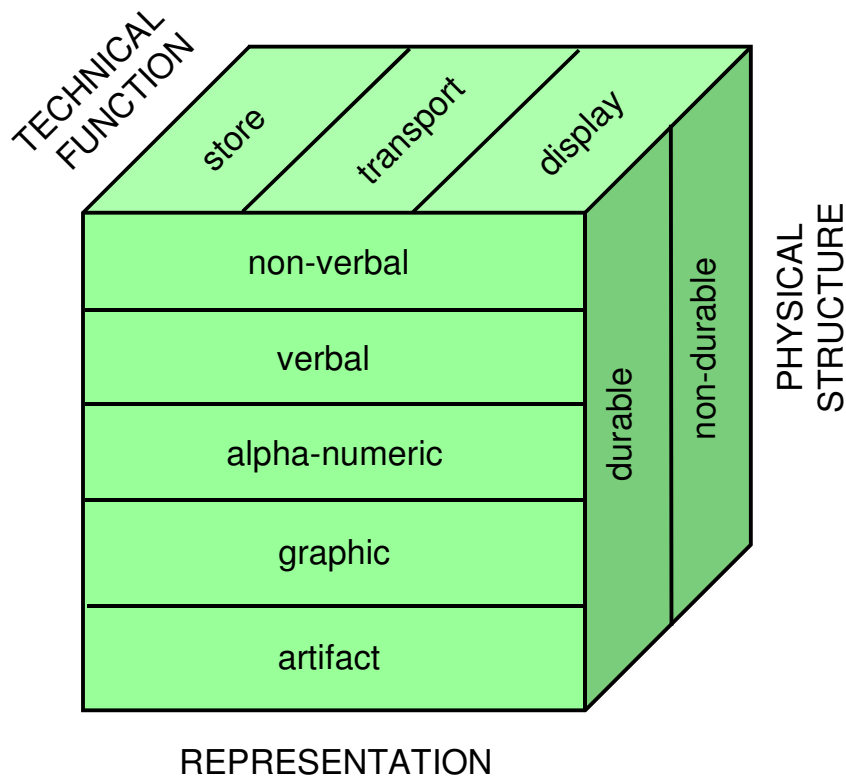 TECHNICAL
FUNCTION
store
transport
display
non-verbal
verbal
alpha-numeric
graphic
artifact
durable
non-durable
PHYSICAL
STRUCTURE
REPRESENTATION